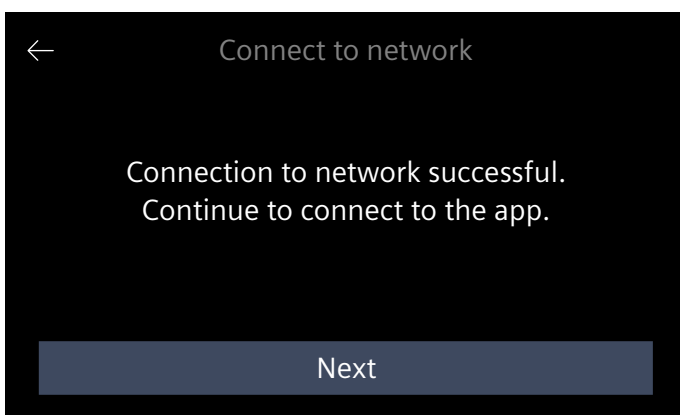 Connect to network
Connection to network successful.
Continue to connect to the app.
Next